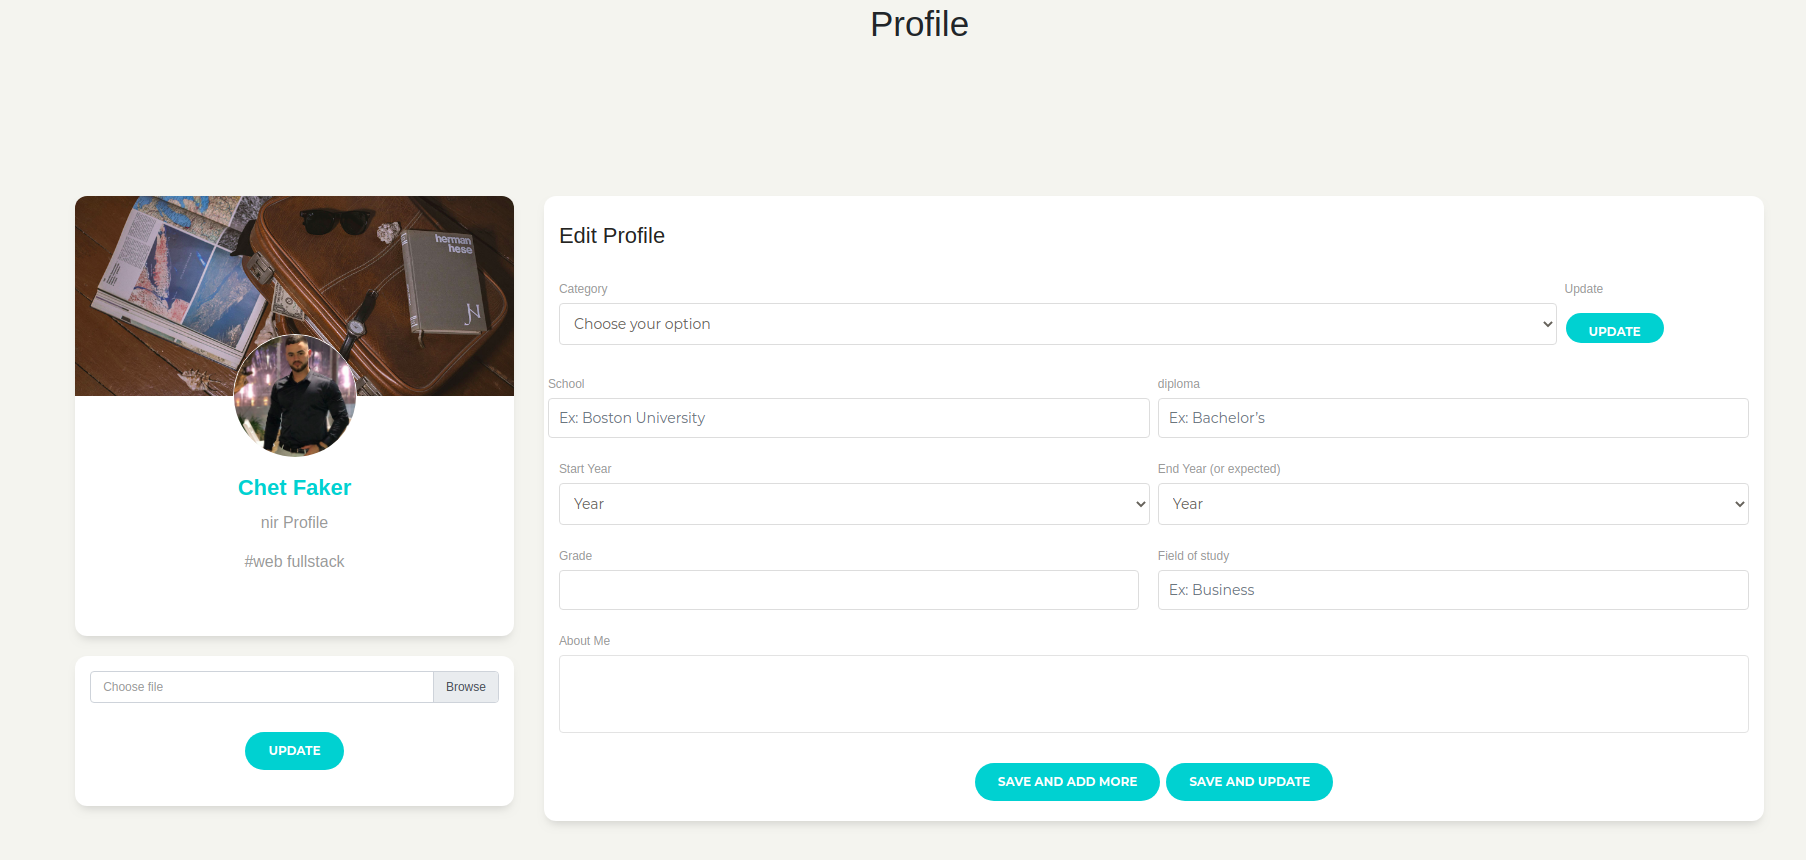 Profile
herman
hese
Chet Faker
nir Profile
#web fullstack
Choose file
Browse
UPDATE
Edit Profile
Category
Update
Choose your option
UPDATE
School
diploma
Ex: Boston University
Ex: Bachelor's
Start Year
End Year (or expected)
Year
Year
Grade
Field of study
Ex: Business
About Me
SAVE AND ADD MORE
SAVE AND UPDATE